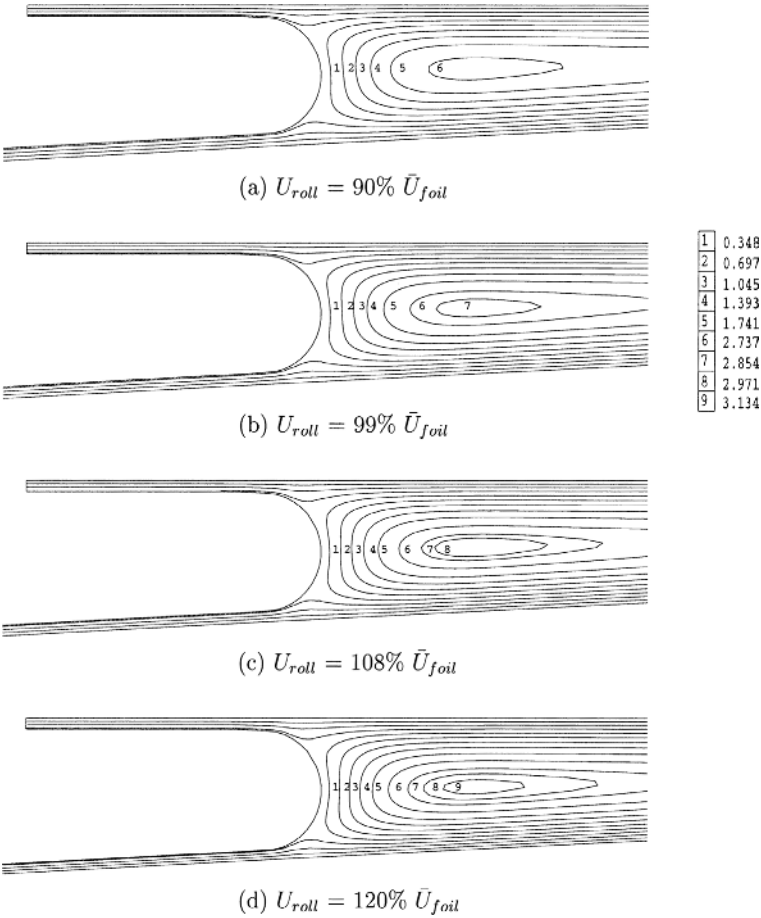 1 2 3 4 5 6
(a) U_roll = 90% Ū_foil
1 2 3 4 5 6 7
(b) U_roll = 99% Ū_foil
1 0.348
2 0.697
3 1.045
4 1.393
5 1.741
6 2.737
7 2.854
8 2.971
9 3.134
1 2 3 4 5 6 7 8
(c) U_roll = 108% Ū_foil
1 2 3 4 5 6 7 8 9
(d) U_roll = 120% Ū_foil